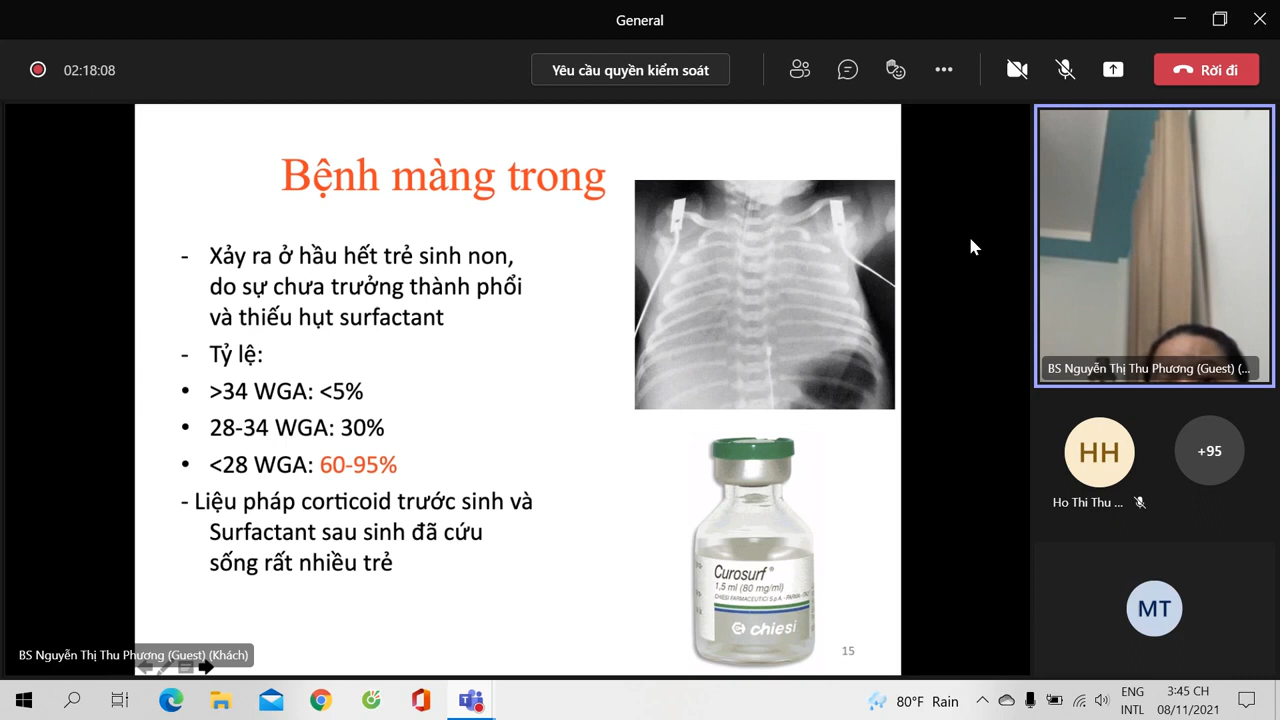 General
02:18:08
Yêu cầu quyền kiểm soát
Rời đi
Bệnh màng trong
- Xảy ra ở hầu hết trẻ sinh non,
do sự chưa trưởng thành phổi
và thiếu hụt surfactant
- Tỷ lệ:
• >34 WGA: <5%
• 28-34 WGA: 30%
• <28 WGA: 60-95%
- Liệu pháp corticoid trước sinh và
Surfactant sau sinh đã cứu
sống rất nhiều trẻ
Curosurf®
1,5 ml (80 mg/ml)
CHIESI FARMACEUTICI S.p.A. - PARMA - ITALY
Chiesi
15
BS Nguyễn Thị Thu Phương (Guest) (Khách)
BS Nguyễn Thị Thu Phương (Guest) (...
HH
+95
Ho Thi Thu ...
MT
80°F Rain
ENG
INTL
3:45 CH
08/11/2021